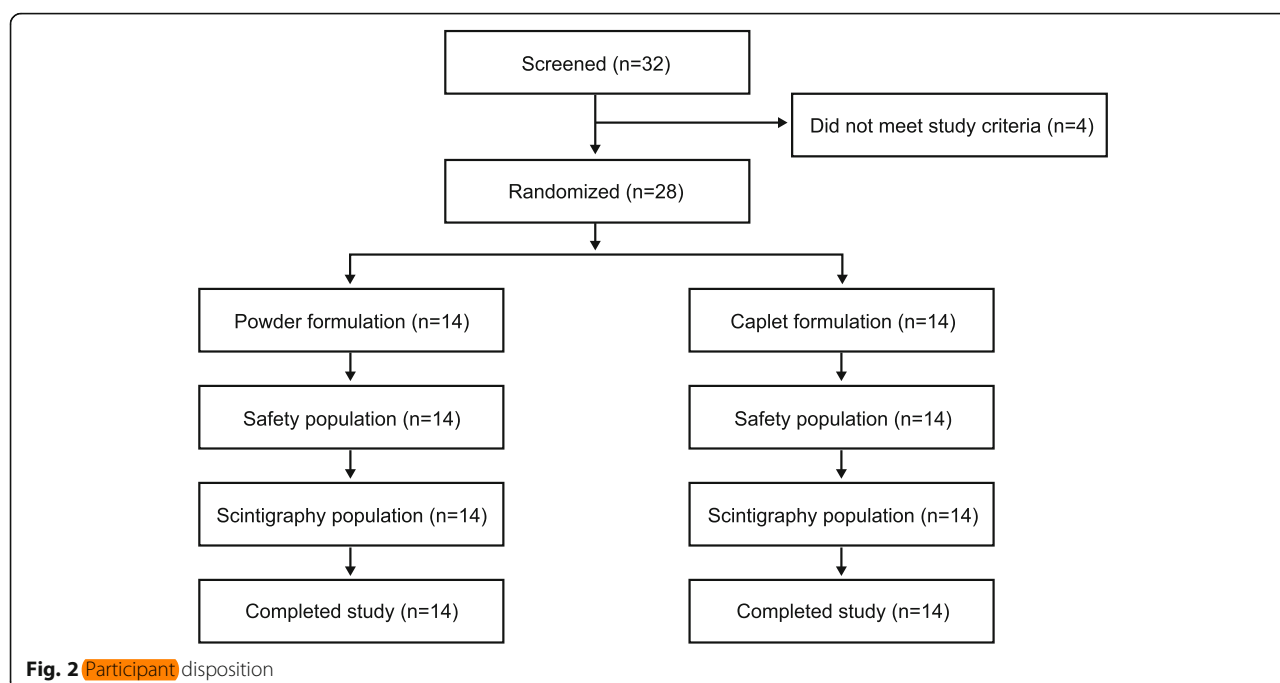 Screened (n=32)
Did not meet study criteria (n=4)
Randomized (n=28)
Powder formulation (n=14)
Caplet formulation (n=14)
Safety population (n=14)
Safety population (n=14)
Scintigraphy population (n=14)
Scintigraphy population (n=14)
Completed study (n=14)
Completed study (n=14)
Fig. 2 Participant disposition